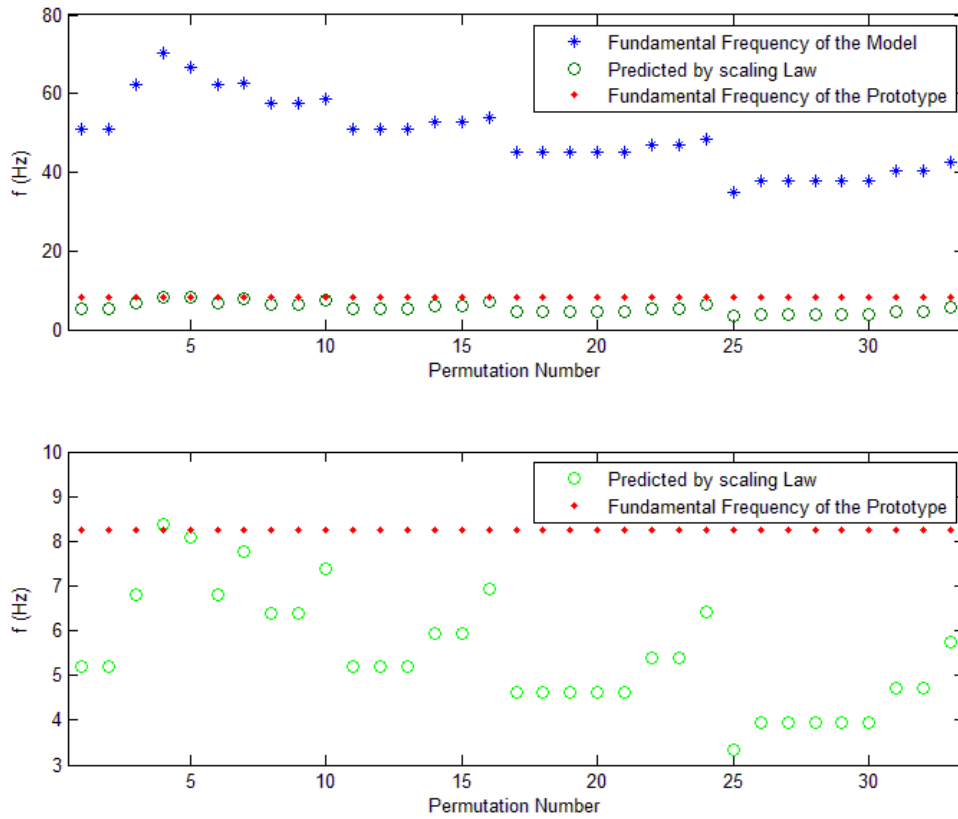 80
60
40
20
0
f (Hz)
5 10 15 20 25 30
Permutation Number
Fundamental Frequency of the Model
Predicted by scaling Law
Fundamental Frequency of the Prototype
10
9
8
7
6
5
4
3
f (Hz)
5 10 15 20 25 30
Permutation Number
Predicted by scaling Law
Fundamental Frequency of the Prototype